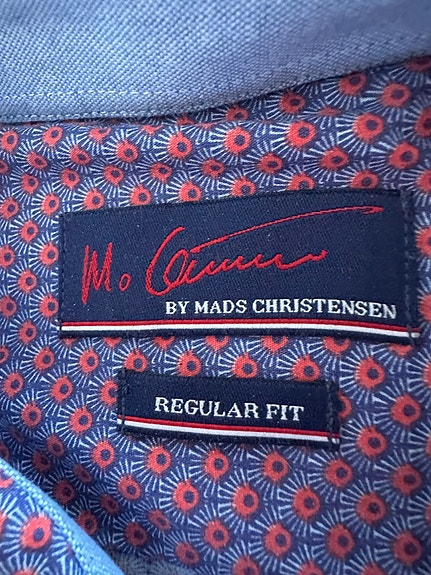 M.
BY MADS CHRISTENSEN
REGULAR FIT